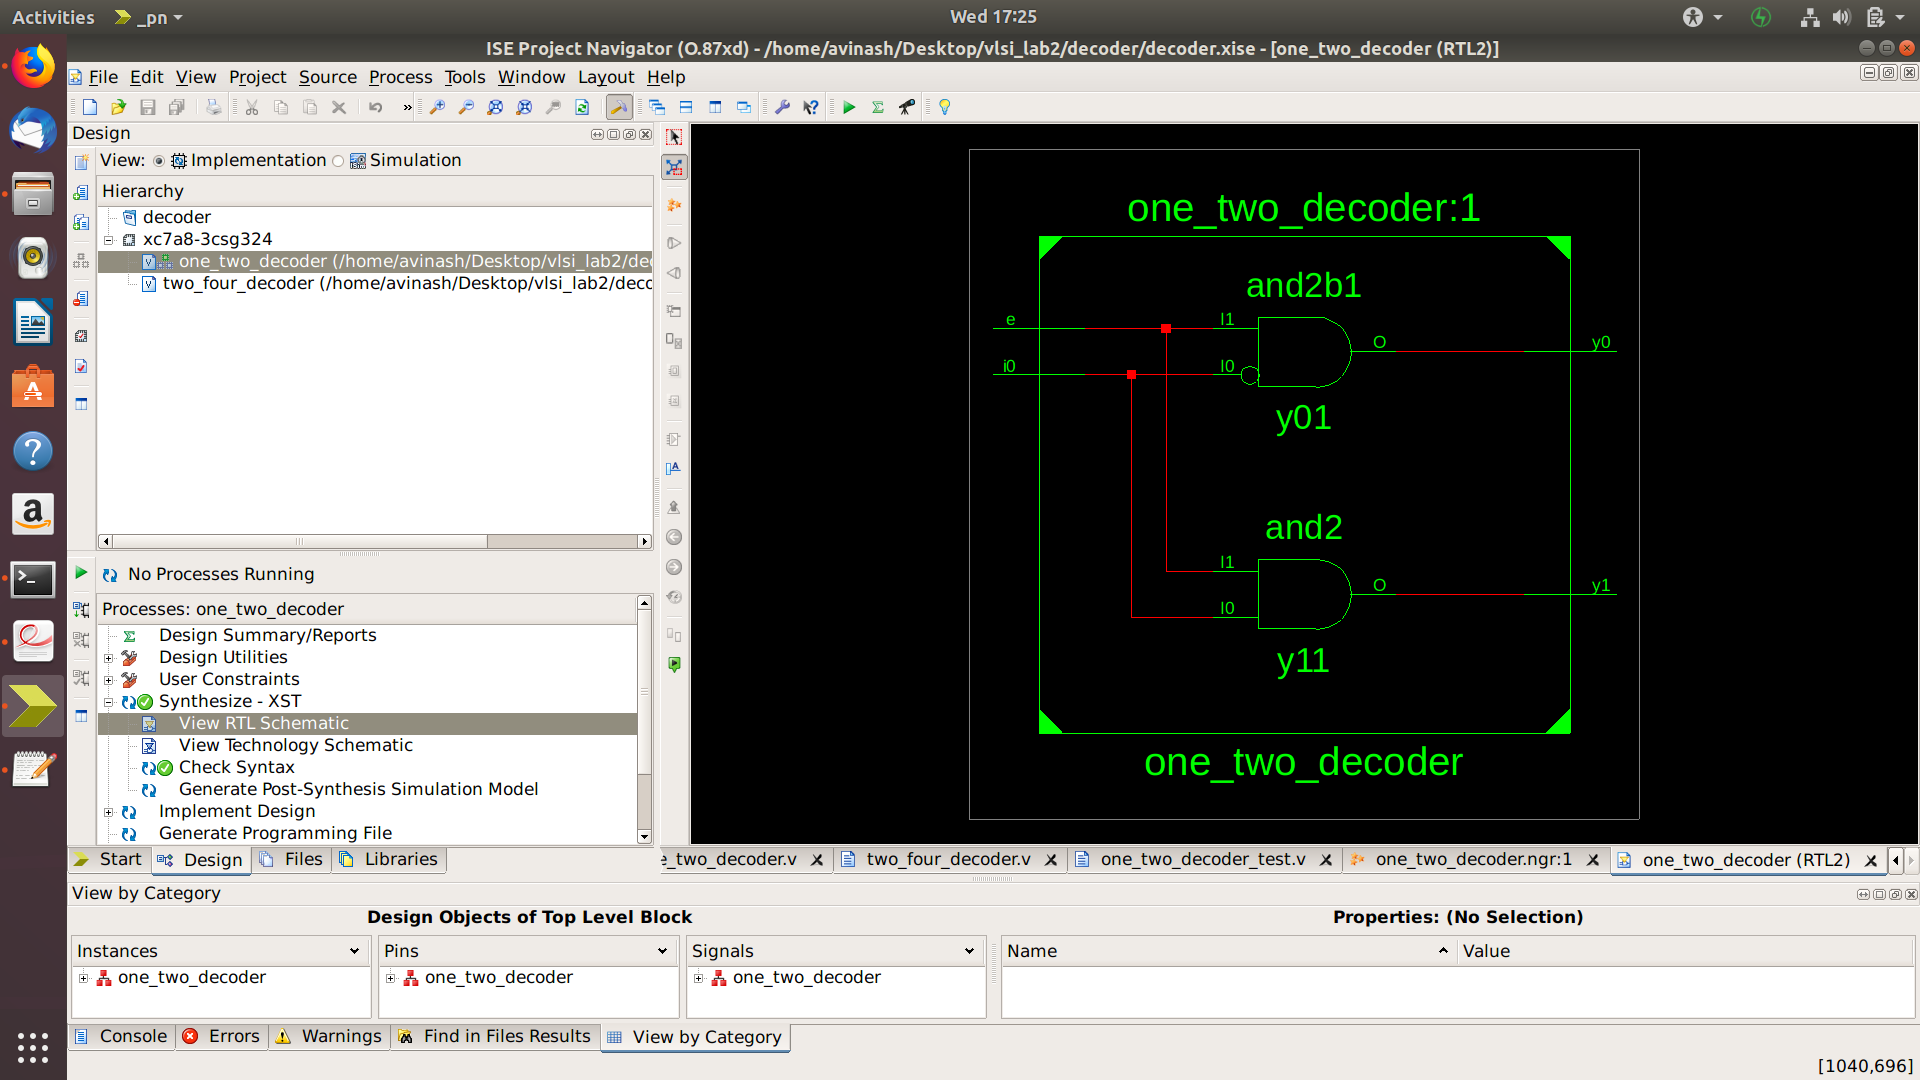 Activities
_pn
Wed 17:25
ISE Project Navigator (O.87xd) - /home/avinash/Desktop/vlsi_lab2/decoder/decoder.xise - [one_two_decoder (RTL2)]
File Edit View Project Source Process Tools Window Layout Help
Design
View: Implementation Simulation
Hierarchy
decoder
xc7a8-3csg324
one_two_decoder (/home/avinash/Desktop/vlsi_lab2/dec
two_four_decoder (/home/avinash/Desktop/vlsi_lab2/decc
No Processes Running
Processes: one_two_decoder
Design Summary/Reports
Design Utilities
User Constraints
Synthesize - XST
View RTL Schematic
View Technology Schematic
Check Syntax
Generate Post-Synthesis Simulation Model
Implement Design
Generate Programming File
Start Design Files Libraries
one_two_decoder:1
and2b1
e I1
O y0
i0 I0
y01
and2
I1
O y1
I0
y11
one_two_decoder
e_two_decoder.v two_four_decoder.v one_two_decoder_test.v one_two_decoder.ngr:1 one_two_decoder (RTL2)
View by Category
Design Objects of Top Level Block
Properties: (No Selection)
Instances Pins Signals Name Value
one_two_decoder one_two_decoder one_two_decoder
Console Errors Warnings Find in Files Results View by Category
[1040,696]